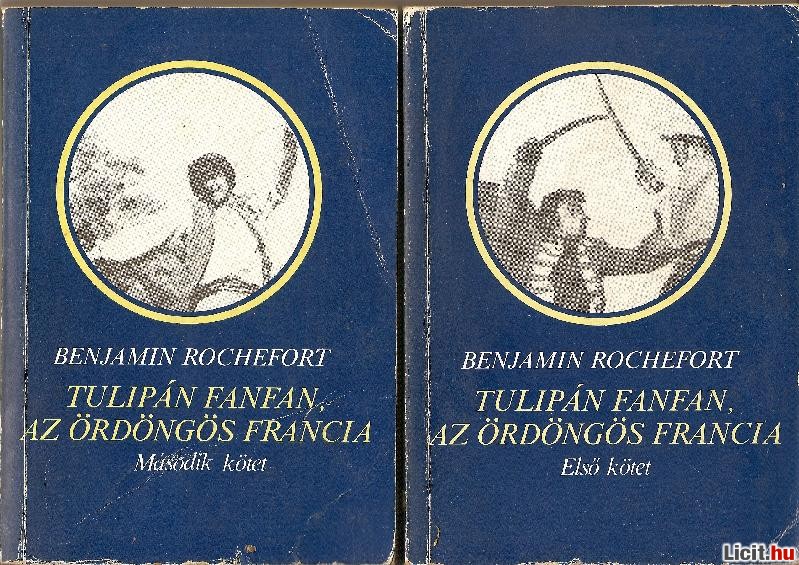 BENJAMIN ROCHEFORT
TULIPÁN FANFAN,
AZ ÖRDÖNGÖS FRANCIA
Második kötet
BENJAMIN ROCHEFORT
TULIPÁN FANFAN,
AZ ÖRDÖNGÖS FRANCIA
Első kötet
Licit.hu